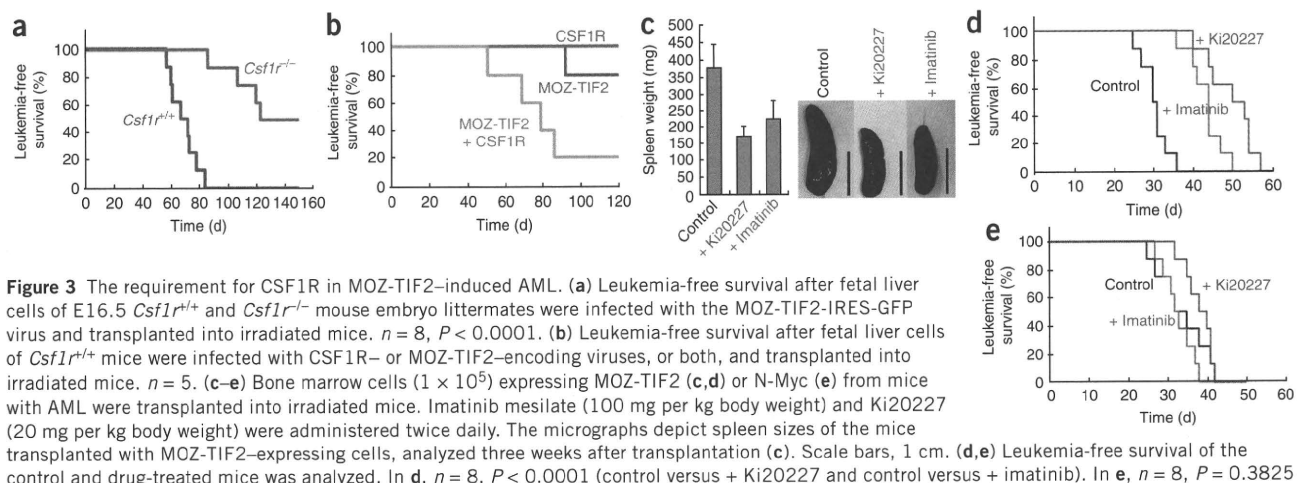 a
Leukemia-free
survival (%)
100
80
60
40
20
0
Csf1r–/–
Csf1r+/+
0 20 40 60 80 100 120 140 160
Time (d)
b
Leukemia-free
survival (%)
100
80
60
40
20
CSF1R
MOZ-TIF2
MOZ-TIF2
+ CSF1R
0 20 40 60 80 100 120
Time (d)
c
Spleen weight (mg)
500
450
400
350
300
250
200
150
100
50
0
Control
+ Ki20227
+ Imatinib
Control
+ Ki20227
+ Imatinib
d
Leukemia-free
survival (%)
100
80
60
40
20
0
+ Ki20227
Control
+ Imatinib
0 10 20 30 40 50 60
Time (d)
e
Leukemia-free
survival (%)
100
80
60
40
20
0
Control
+ Ki20227
+ Imatinib
0 10 20 30 40 50 60
Time (d)
Figure 3 The requirement for CSF1R in MOZ-TIF2–induced AML. (a) Leukemia-free survival after fetal liver
cells of E16.5 Csf1r+/+ and Csf1r–/– mouse embryo littermates were infected with the MOZ-TIF2-IRES-GFP
virus and transplanted into irradiated mice. n = 8, P < 0.0001. (b) Leukemia-free survival after fetal liver cells
of Csf1r+/+ mice were infected with CSF1R– or MOZ-TIF2–encoding viruses, or both, and transplanted into
irradiated mice. n = 5. (c–e) Bone marrow cells (1 × 10⁵) expressing MOZ-TIF2 (c,d) or N-Myc (e) from mice
with AML were transplanted into irradiated mice. Imatinib mesilate (100 mg per kg body weight) and Ki20227
(20 mg per kg body weight) were administered twice daily. The micrographs depict spleen sizes of the mice
transplanted with MOZ-TIF2–expressing cells, analyzed three weeks after transplantation (c). Scale bars, 1 cm. (d,e) Leukemia-free survival of the
control and drug-treated mice was analyzed. In d, n = 8, P < 0.0001 (control versus + Ki20227 and control versus + imatinib). In e, n = 8, P = 0.3825